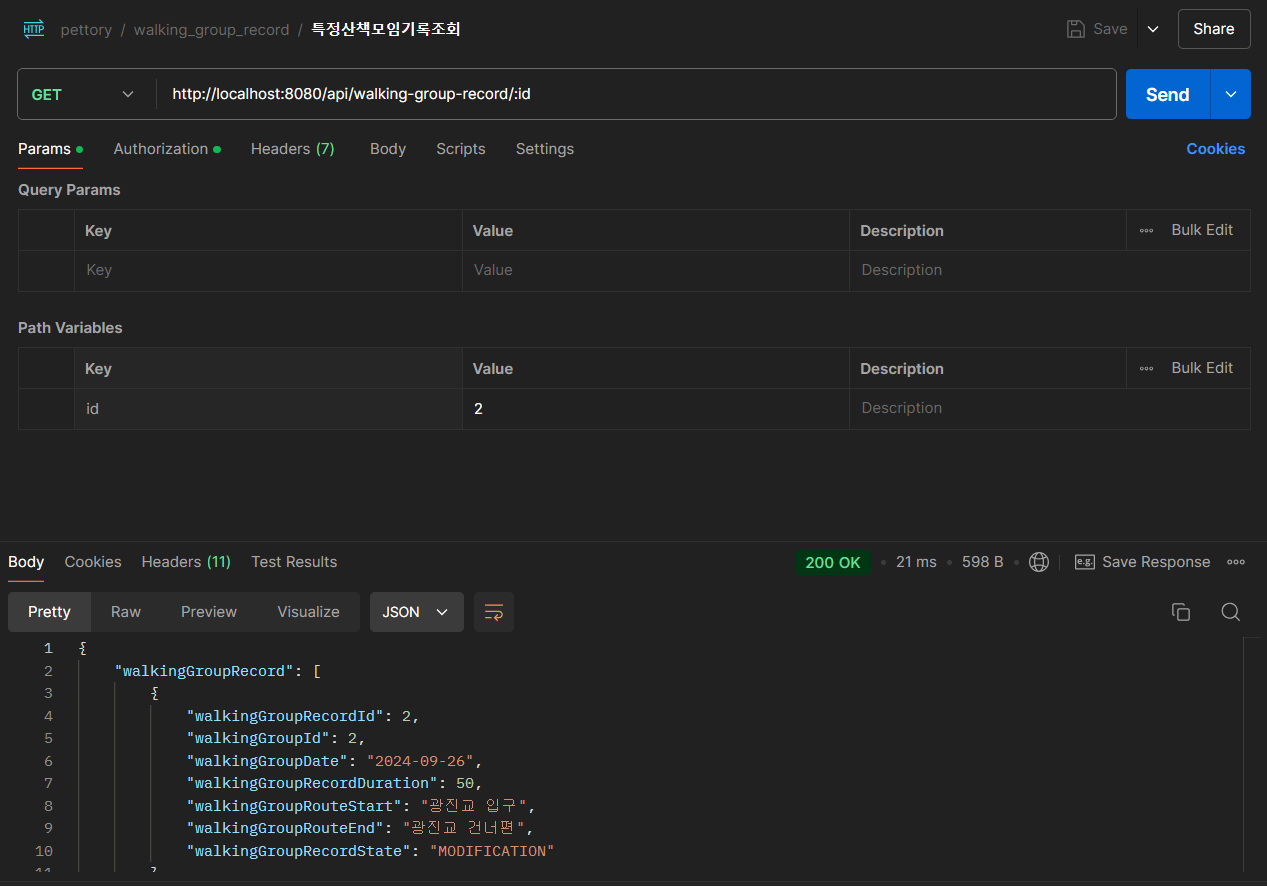 HTTP pettory / walking_group_record / 특정산책모임기록조회 Save Share
GET http://localhost:8080/api/walking-group-record/:id Send
Params Authorization Headers (7) Body Scripts Settings Cookies
Query Params
Key Value Description Bulk Edit
Key Value Description
Path Variables
Key Value Description Bulk Edit
id 2 Description
Body Cookies Headers (11) Test Results 200 OK 21 ms 598 B e.g. Save Response
Pretty Raw Preview Visualize JSON
1 {
2 "walkingGroupRecord": [
3 {
4 "walkingGroupRecordId": 2,
5 "walkingGroupId": 2,
6 "walkingGroupDate": "2024-09-26",
7 "walkingGroupRecordDuration": 50,
8 "walkingGroupRouteStart": "광진교 입구",
9 "walkingGroupRouteEnd": "광진교 건너편",
10 "walkingGroupRecordState": "MODIFICATION"
11 }